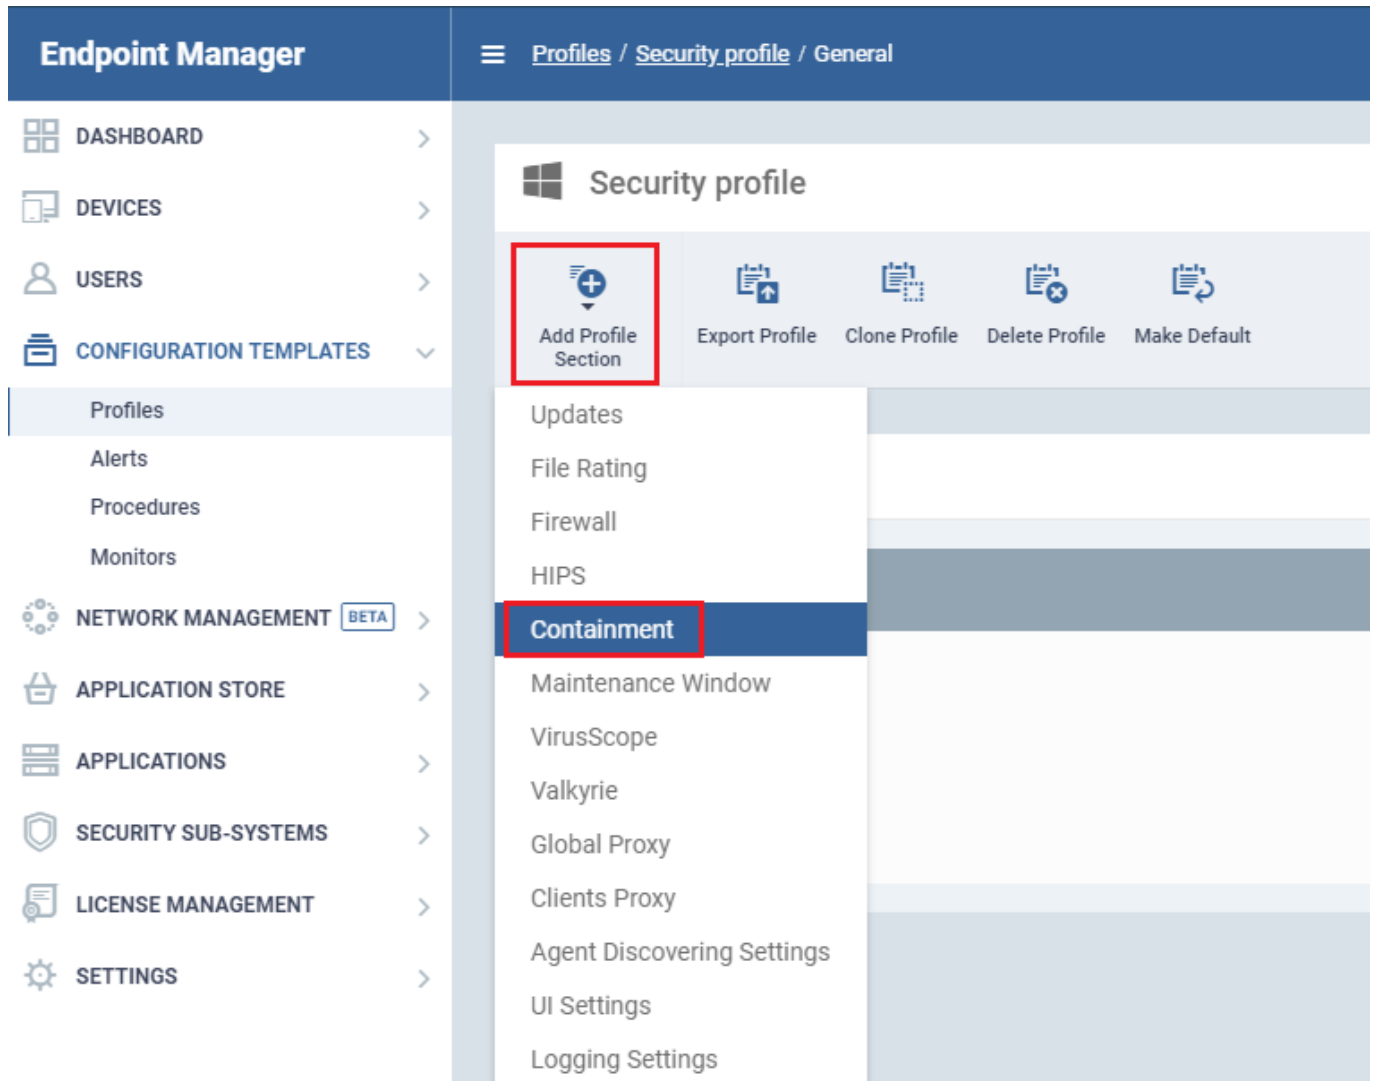 Endpoint Manager
Profiles / Security profile / General
DASHBOARD
DEVICES
USERS
CONFIGURATION TEMPLATES
Profiles
Alerts
Procedures
Monitors
NETWORK MANAGEMENT BETA
APPLICATION STORE
APPLICATIONS
SECURITY SUB-SYSTEMS
LICENSE MANAGEMENT
SETTINGS
Security profile
Add Profile
Section
Export Profile
Clone Profile
Delete Profile
Make Default
Updates
File Rating
Firewall
HIPS
Containment
Maintenance Window
VirusScope
Valkyrie
Global Proxy
Clients Proxy
Agent Discovering Settings
UI Settings
Logging Settings